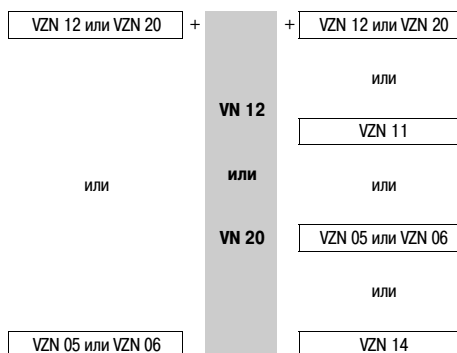 VZN 12 или VZN 20 + + VZN 12 или VZN 20
или
VN 12
VZN 11
или или или
VN 20 VZN 05 или VZN 06
или
VZN 05 или VZN 06 VZN 14